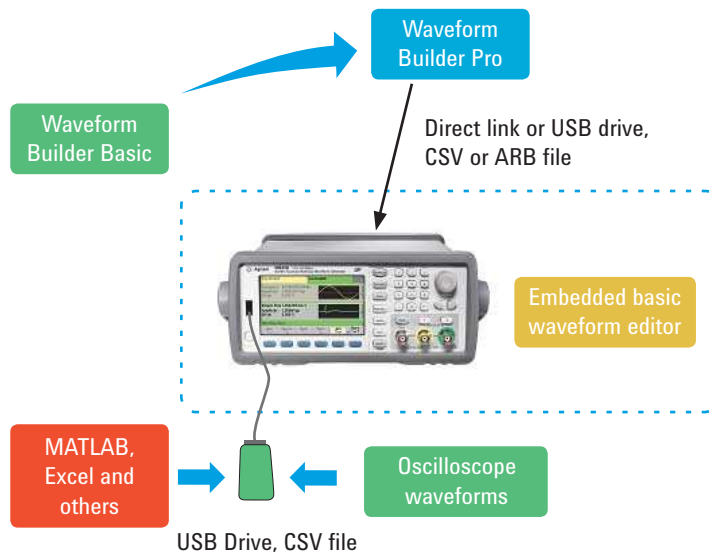 Waveform
Builder Pro
Waveform
Builder Basic
Direct link or USB drive,
CSV or ARB file
Agilent
Embedded basic
waveform editor
MATLAB,
Excel and
others
Oscilloscope
waveforms
USB Drive, CSV file